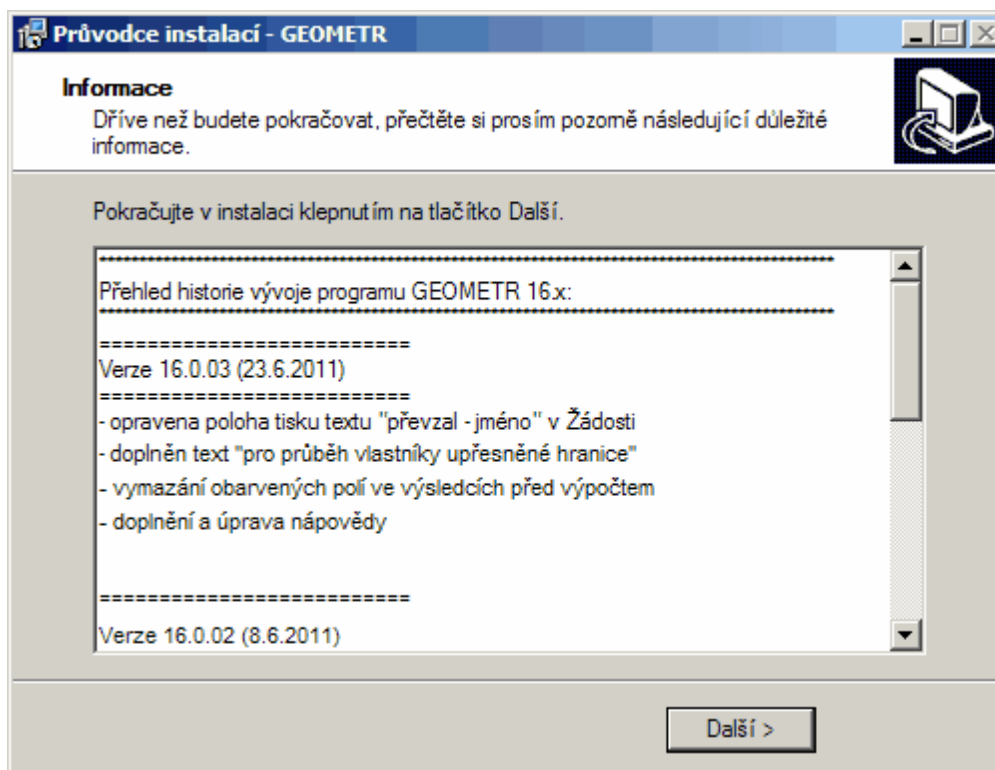 Průvodce instalací - GEOMETR
Informace
Dříve než budete pokračovat, přečtěte si prosím pozorně následující důležité
informace.
Pokračujte v instalaci klepnutím na tlačítko Další.
******************************************************************************************
Přehled historie vývoje programu GEOMETR 16.x:
******************************************************************************************
==========================
Verze 16.0.03 (23.6.2011)
==========================
- opravena poloha tisku textu "převzal - jméno" v Žádosti
- doplněn text "pro průběh vlastníky upřesněné hranice"
- vymazání obarvených polí ve výsledcích před výpočtem
- doplnění a úprava nápovědy
==========================
Verze 16.0.02 (8.6.2011)
Další >